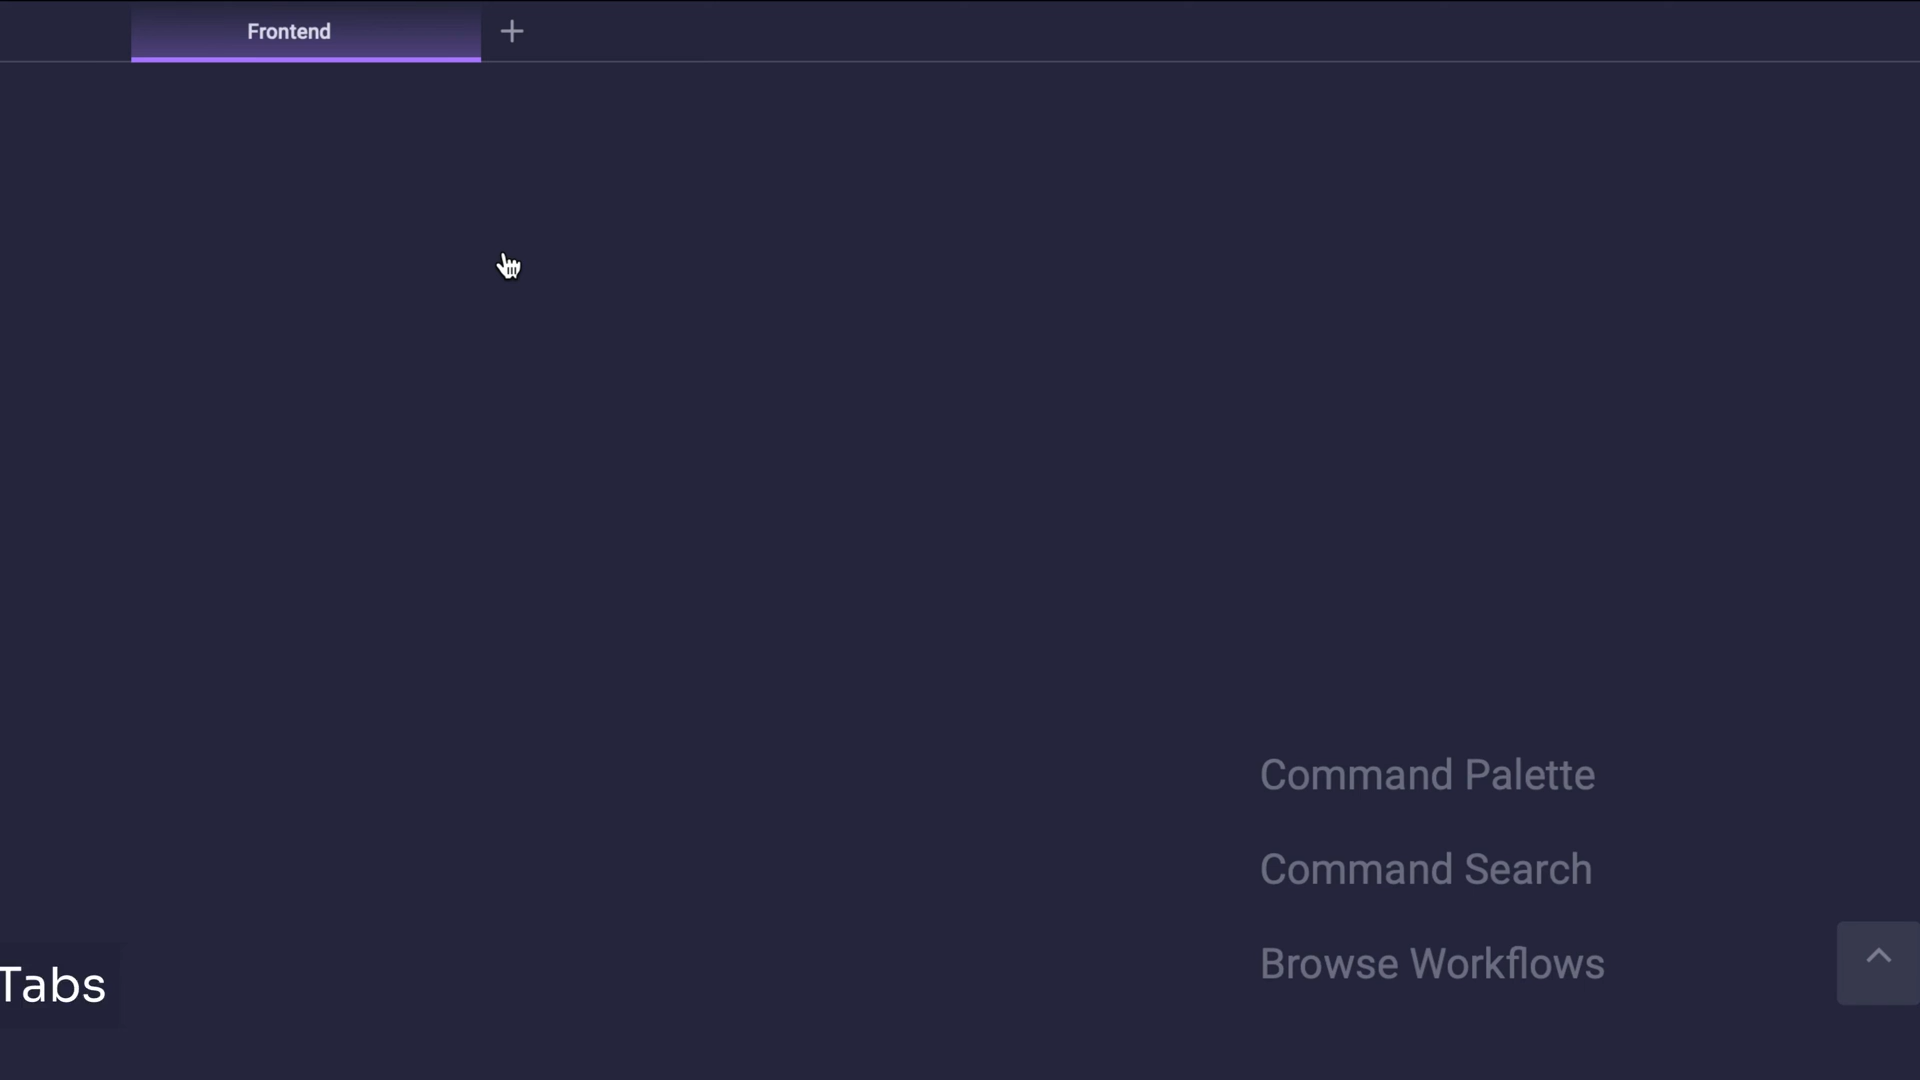 Frontend
Command Palette
Command Search
Browse Workflows
Tabs